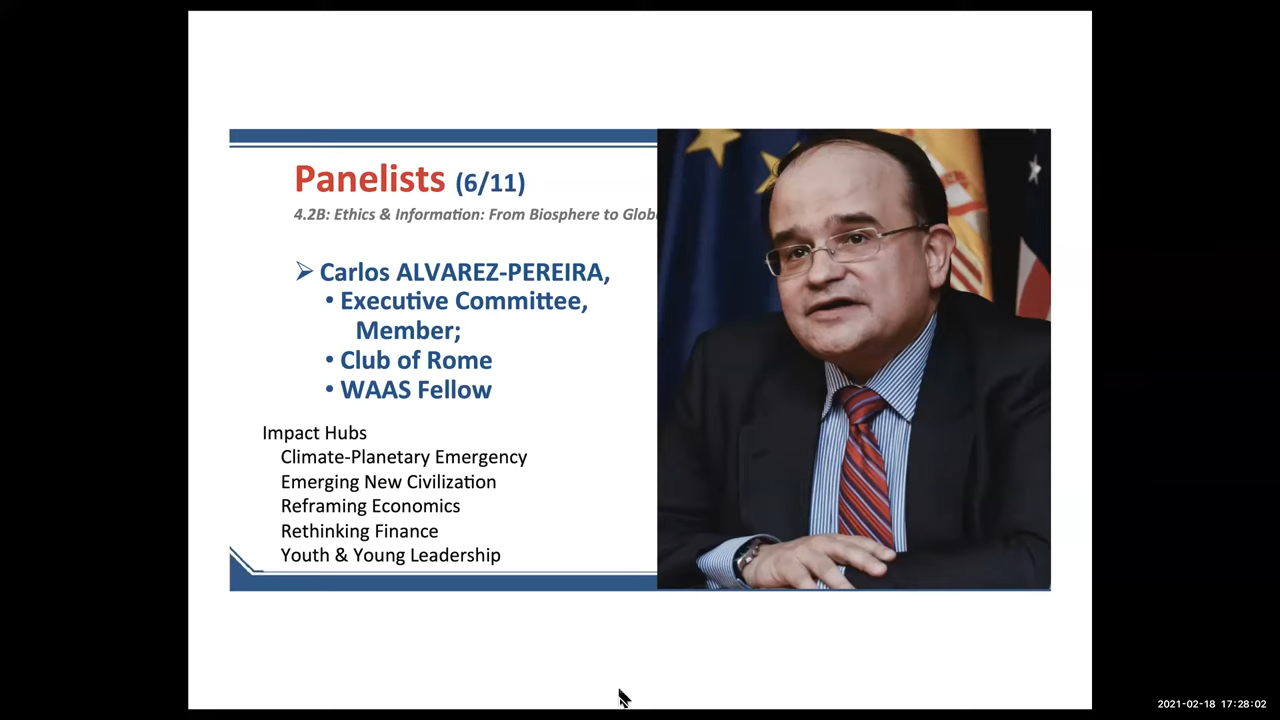 Panelists (6/11)
4.2B: Ethics & Information: From Biosphere to
➢ Carlos ALVAREZ-PEREIRA,
• Executive Committee,
Member;
• Club of Rome
• WAAS Fellow
Impact Hubs
Climate-Planetary Emergency
Emerging New Civilization
Reframing Economics
Rethinking Finance
Youth & Young Leadership
2021-02-18 17:28:02